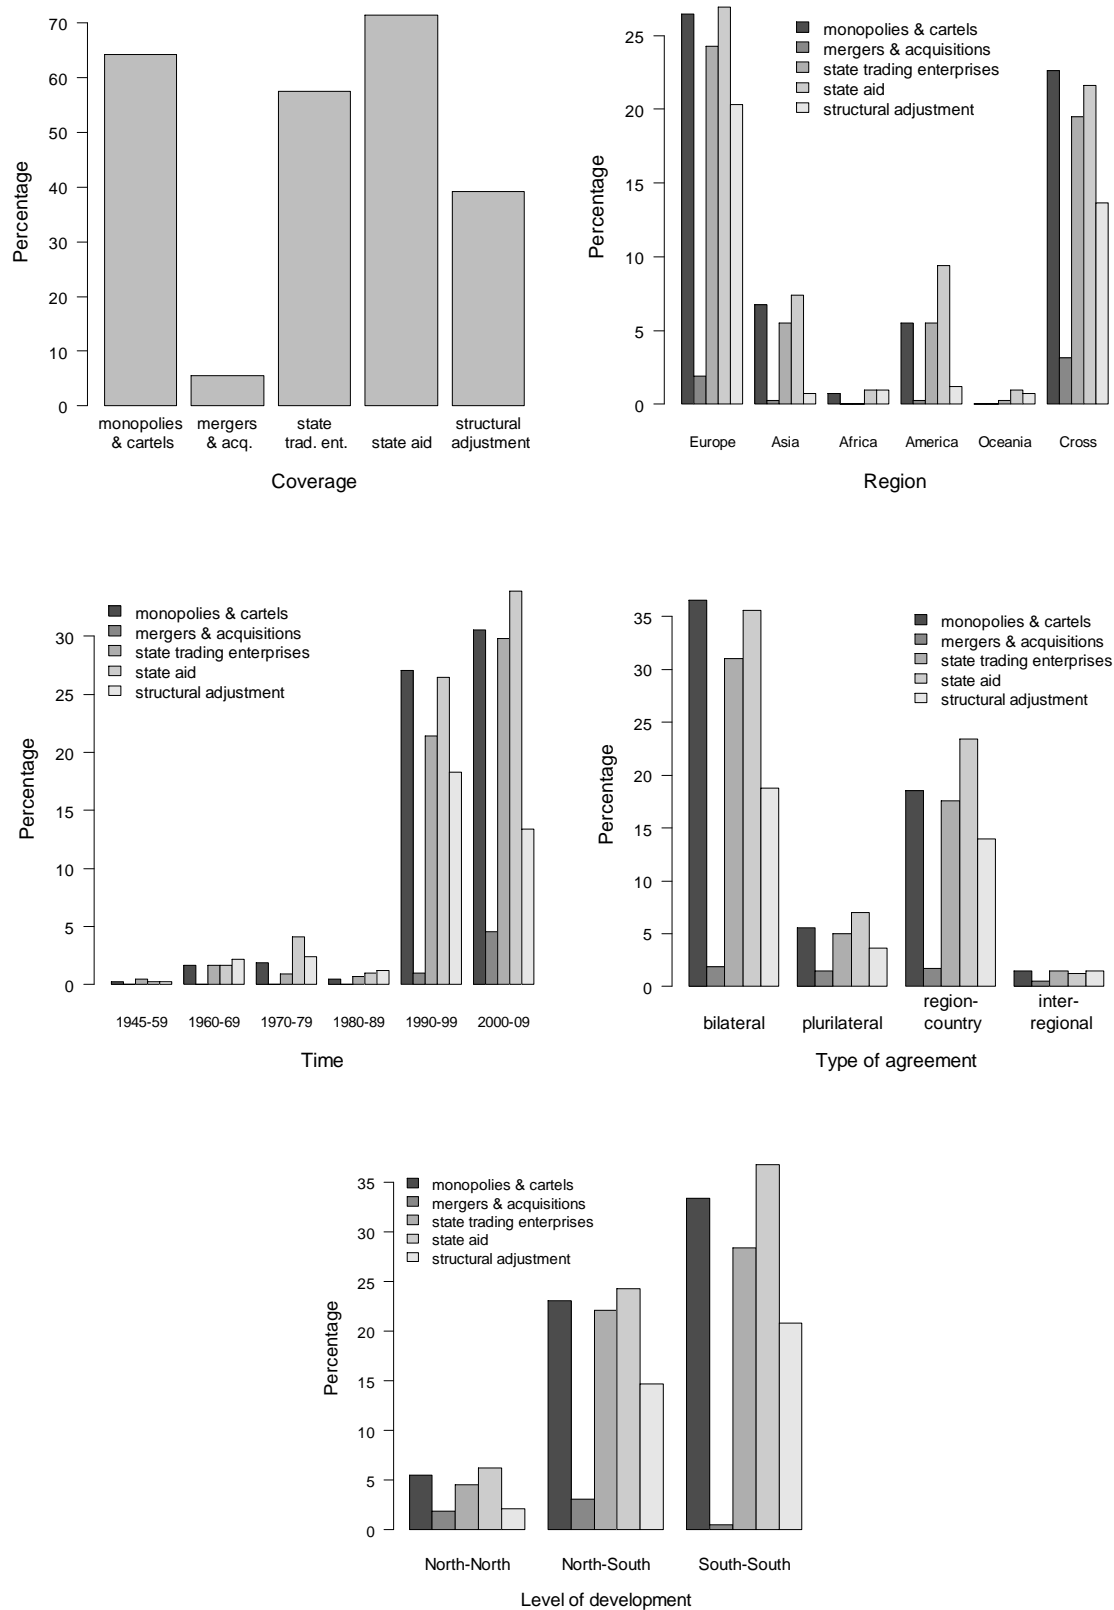 70
60
50
40
30
20
10
0
Percentage
monopolies
& cartels
mergers
& acq.
state
trad. ent.
state aid
structural
adjustment
Coverage
monopolies & cartels
mergers & acquisitions
state trading enterprises
state aid
structural adjustment
25
20
15
10
5
0
Percentage
Europe Asia Africa America Oceania Cross
Region
monopolies & cartels
mergers & acquisitions
state trading enterprises
state aid
structural adjustment
30
25
20
15
10
5
0
Percentage
1945-59 1960-69 1970-79 1980-89 1990-99 2000-09
Time
monopolies & cartels
mergers & acquisitions
state trading enterprises
state aid
structural adjustment
35
30
25
20
15
10
5
0
Percentage
bilateral
plurilateral
region-
country
inter-
regional
Type of agreement
monopolies & cartels
mergers & acquisitions
state trading enterprises
state aid
structural adjustment
35
30
25
20
15
10
5
0
Percentage
North-North North-South South-South
Level of development